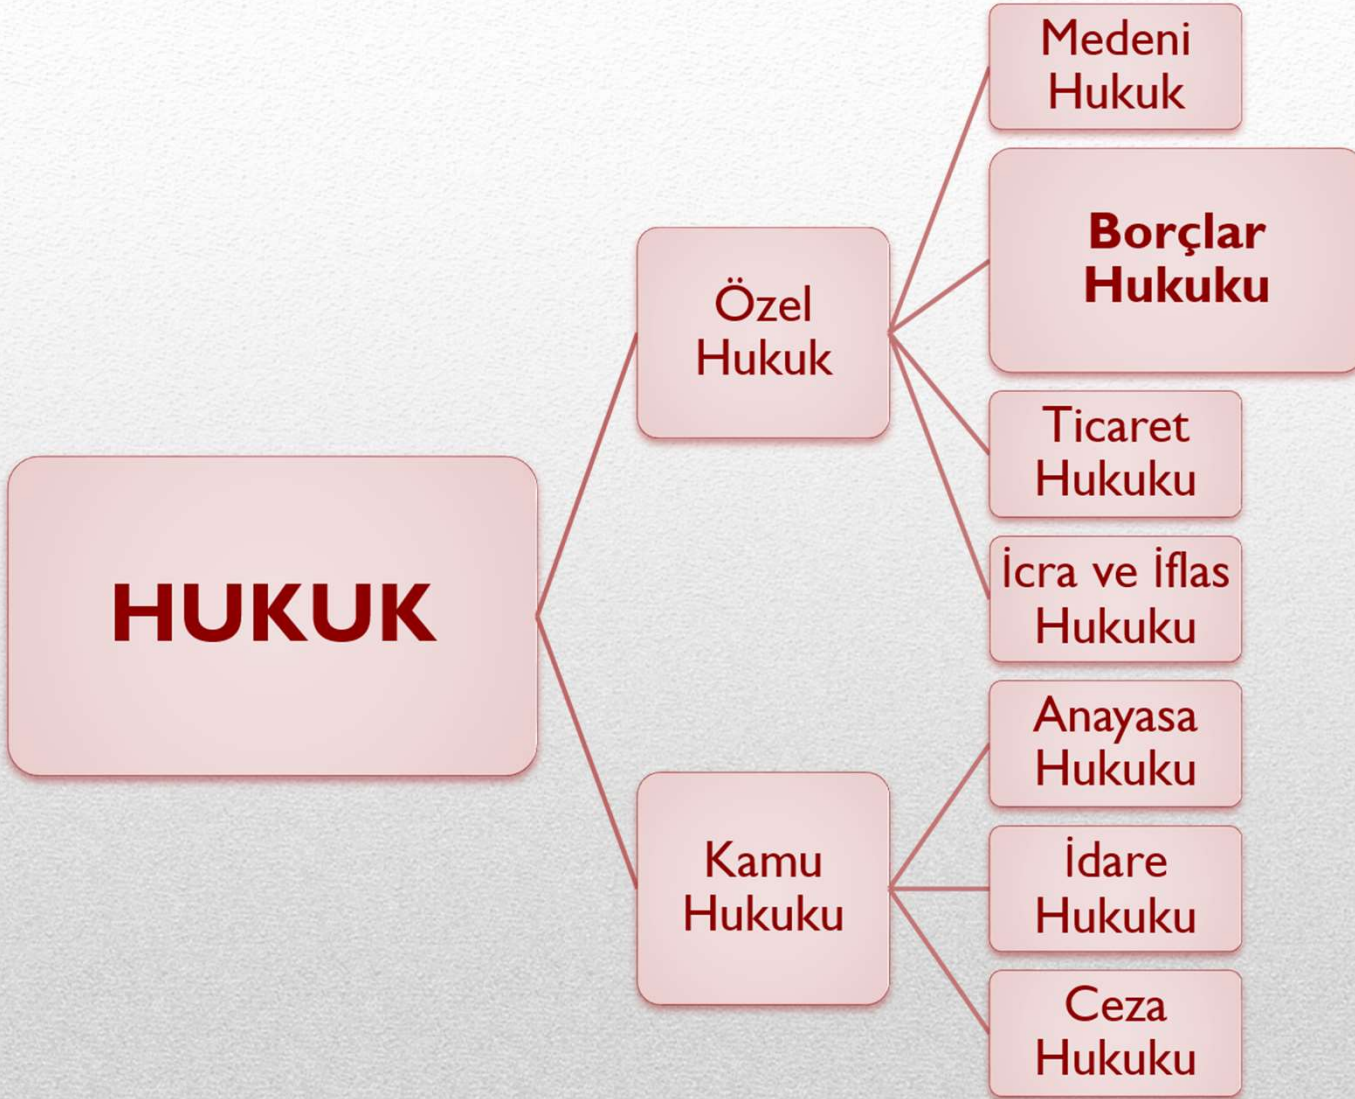 HUKUK
Özel
Hukuk
Medeni
Hukuk
Borçlar
Hukuku
Ticaret
Hukuku
İcra ve İflas
Hukuku
Kamu
Hukuku
Anayasa
Hukuku
İdare
Hukuku
Ceza
Hukuku